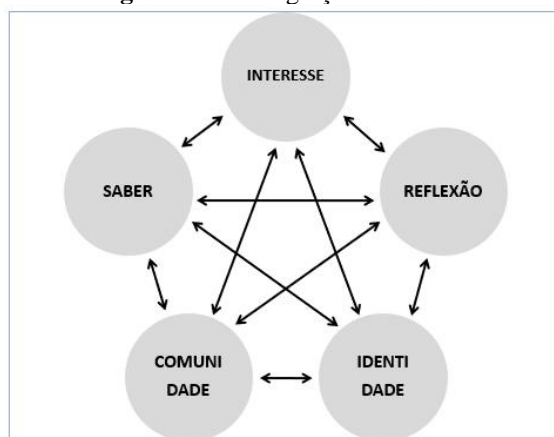 INTERESSE
SABER
REFLEXÃO
COMUNI
DADE
IDENTI
DADE